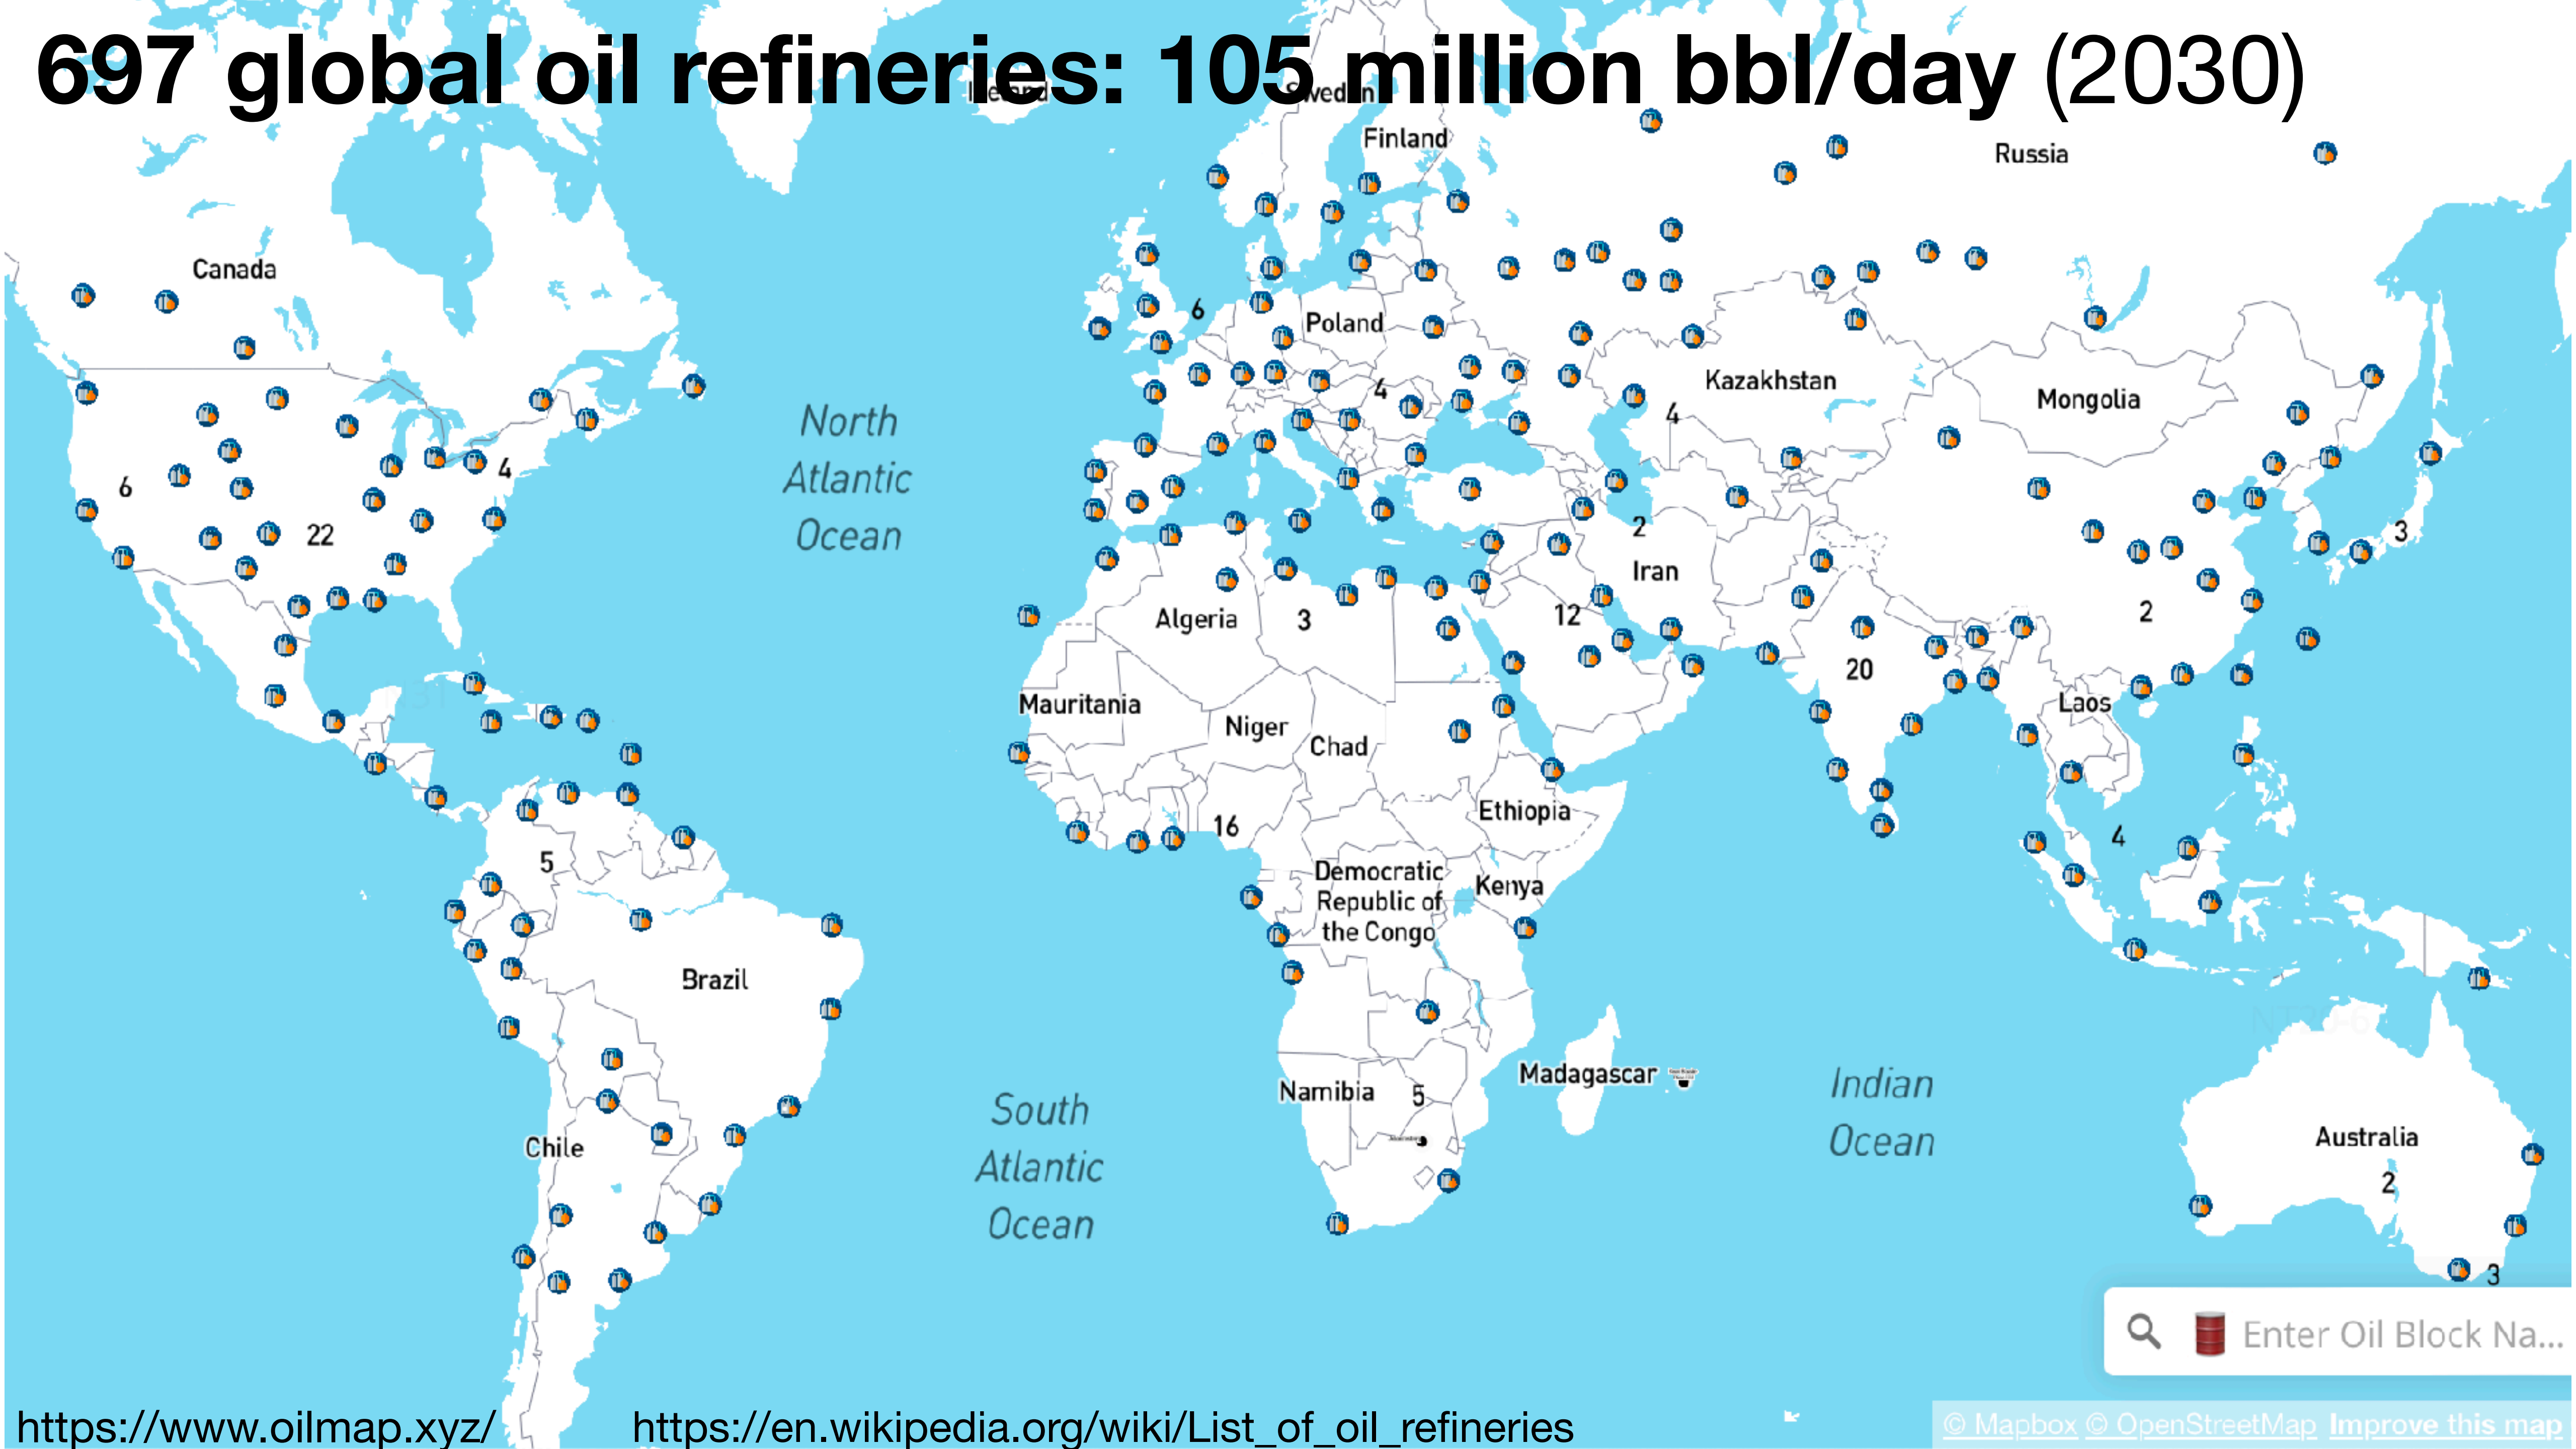 697 global oil refineries: 105 million bbl/day (2030)
Sweden
Finland
Russia
Canada
6
Poland
4
Kazakhstan
4
Mongolia
North
Atlantic
Ocean
6
4
22
2
3
Iran
12
Algeria
3
2
20
Mauritania
Laos
Niger
Chad
16
Ethiopia
4
5
Democratic
Republic of
the Congo
Kenya
Brazil
Madagascar
Namibia
5
Indian
Ocean
South
Atlantic
Ocean
Chile
Australia
2
3
Enter Oil Block Na...
https://www.oilmap.xyz/
https://en.wikipedia.org/wiki/List_of_oil_refineries
© Mapbox © OpenStreetMap Improve this map